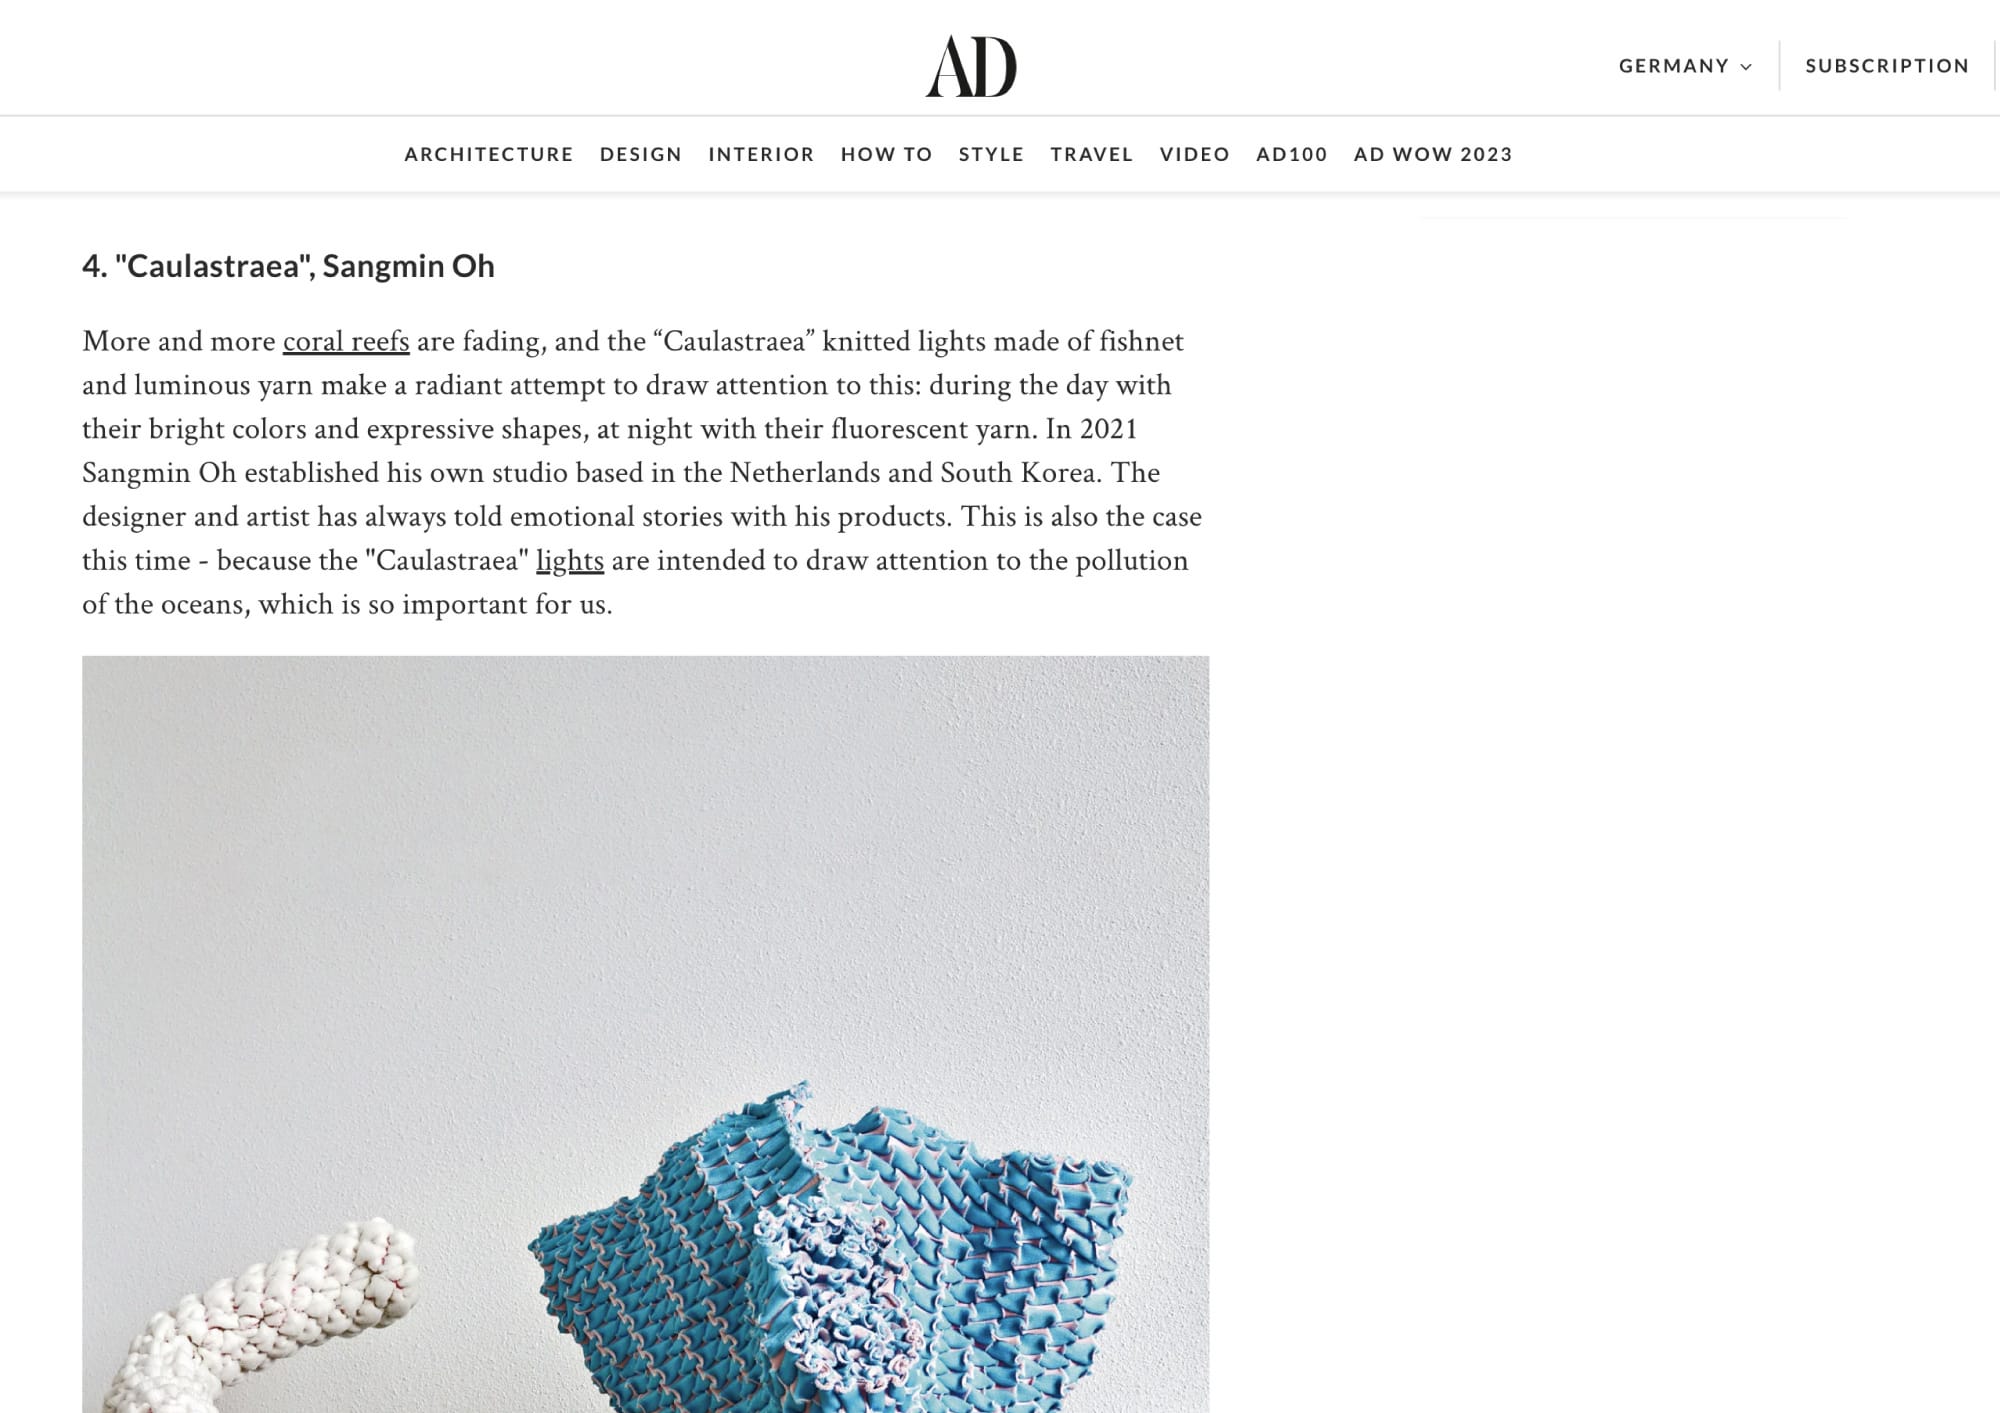 AD
GERMANY
SUBSCRIPTION
ARCHITECTURE DESIGN INTERIOR HOW TO STYLE TRAVEL VIDEO AD100 AD WOW 2023
4. "Caulastraea", Sangmin Oh
More and more coral reefs are fading, and the “Caulastraea” knitted lights made of fishnet
and luminous yarn make a radiant attempt to draw attention to this: during the day with
their bright colors and expressive shapes, at night with their fluorescent yarn. In 2021
Sangmin Oh established his own studio based in the Netherlands and South Korea. The
designer and artist has always told emotional stories with his products. This is also the case
this time - because the "Caulastraea" lights are intended to draw attention to the pollution
of the oceans, which is so important for us.